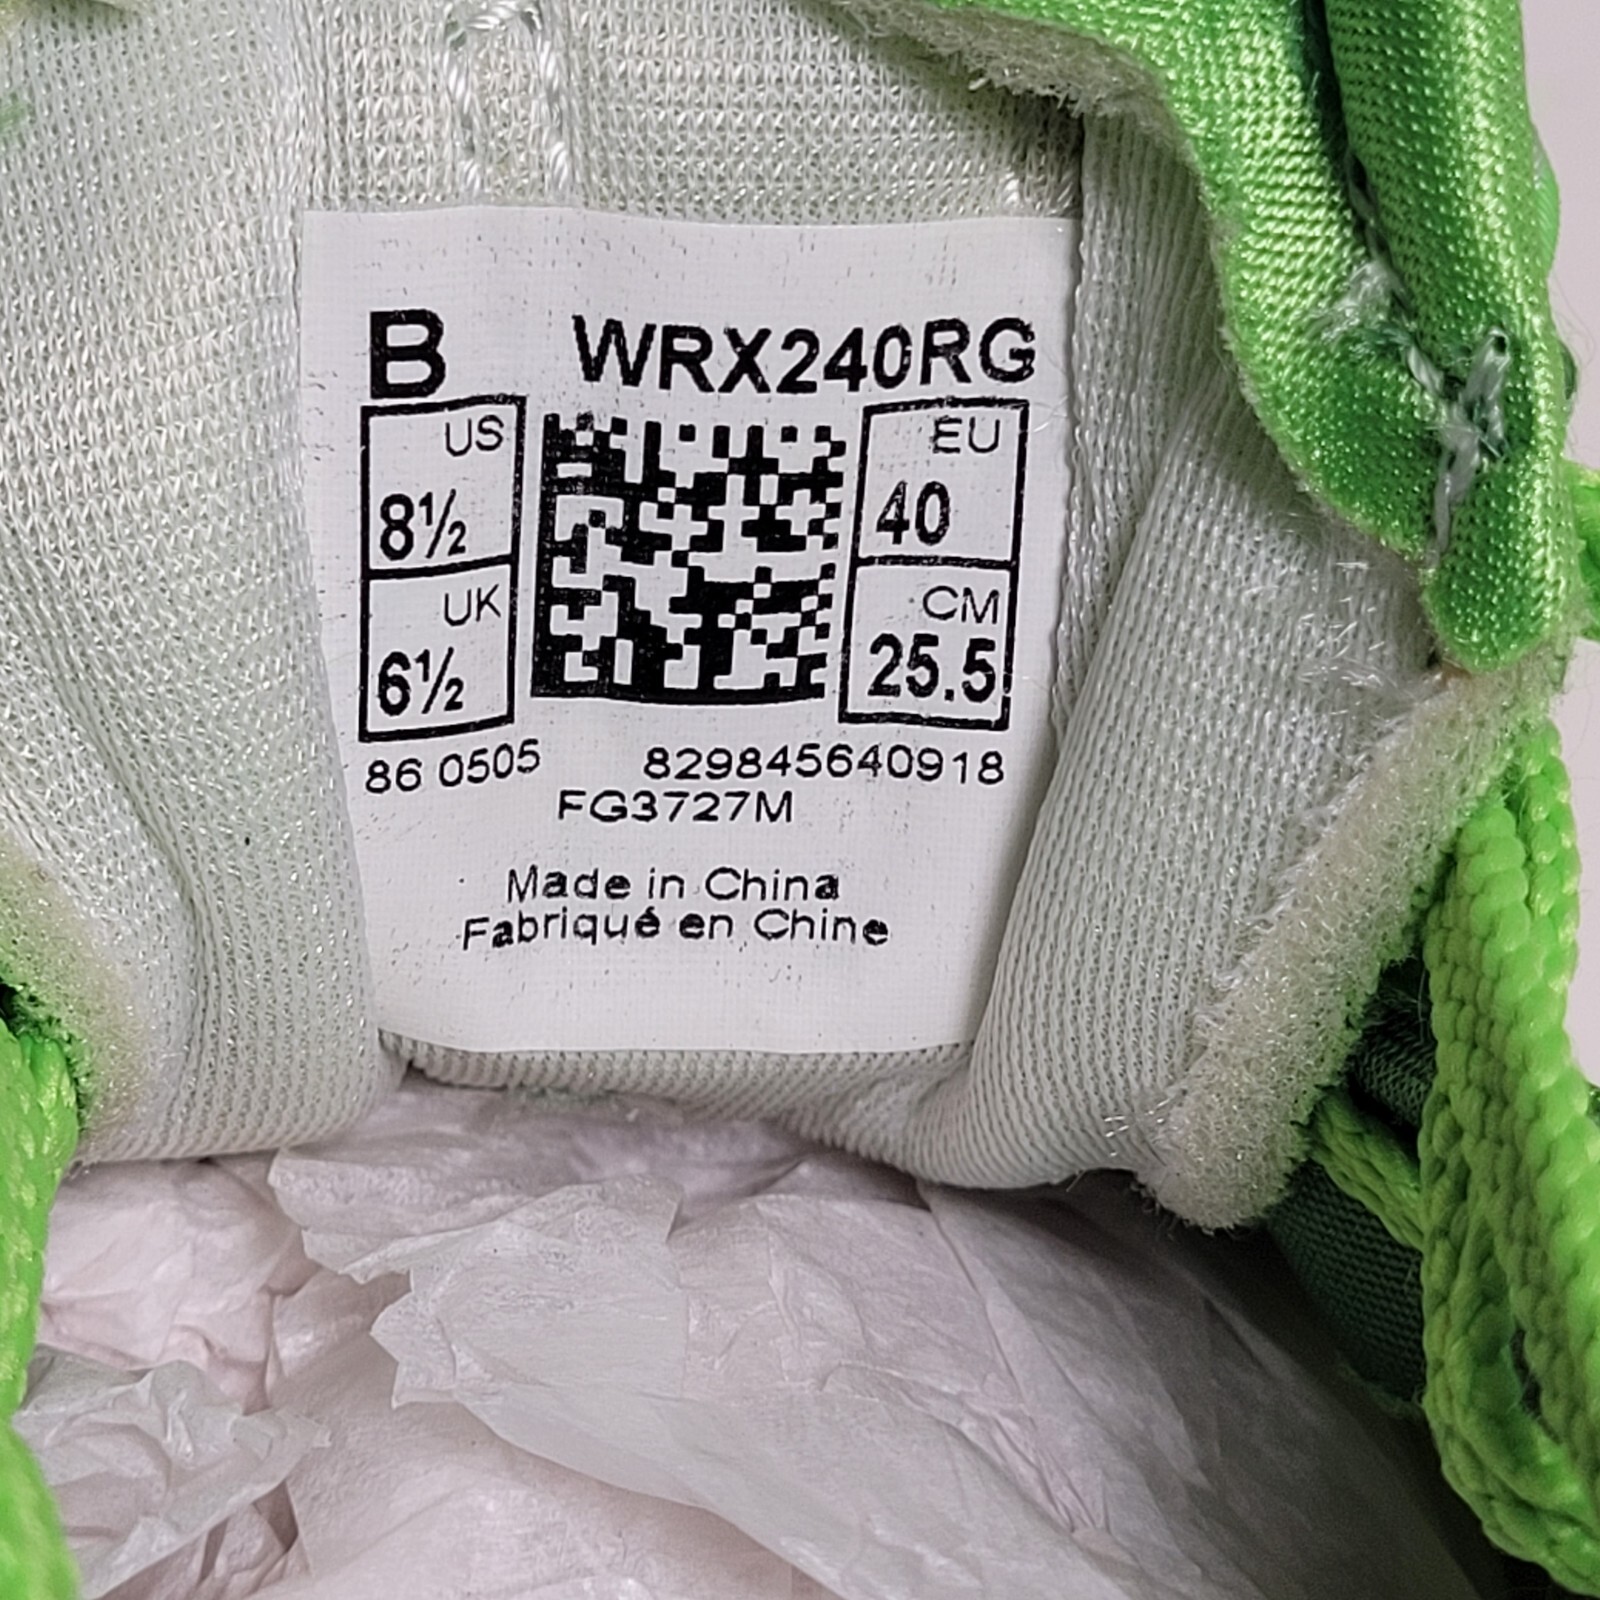 B WRX240RG
US EU
8½ 40
UK CM
6½ 25.5
86 0505 829845640918
FG3727M
Made in China
Fabriqué en Chine